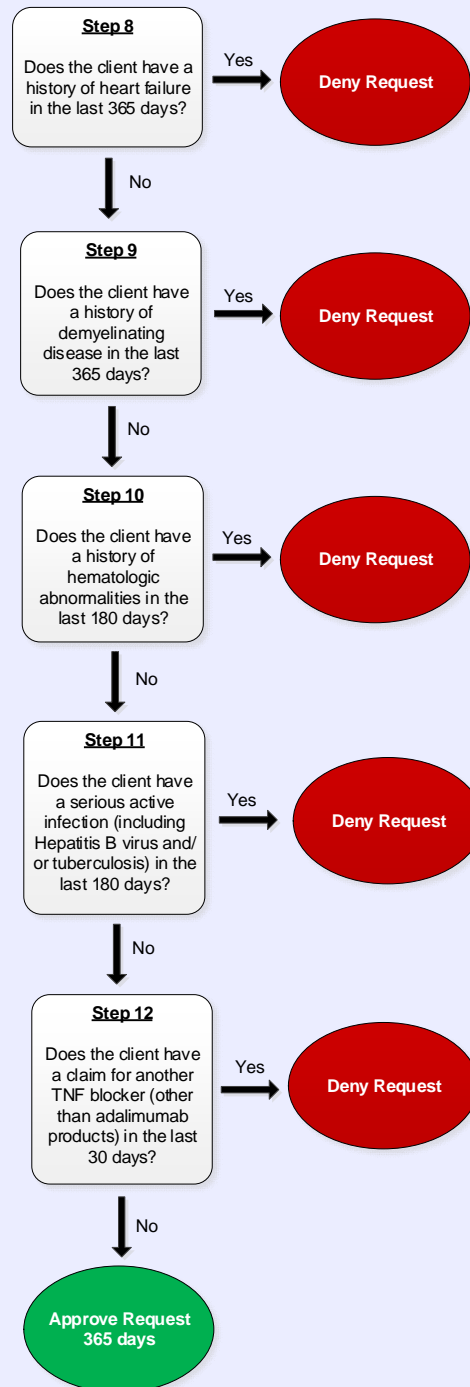 Step 8
Does the client have a
history of heart failure
in the last 365 days?
Yes
Deny Request
No
Step 9
Does the client have
a history of
demyelinating
disease in the last
365 days?
Yes
Deny Request
No
Step 10
Does the client have
a history of
hematologic
abnormalities in the
last 180 days?
Yes
Deny Request
No
Step 11
Does the client have
a serious active
infection (including
Hepatitis B virus and/
or tuberculosis) in the
last 180 days?
Yes
Deny Request
No
Step 12
Does the client have
a claim for another
TNF blocker (other
than adalimumab
products) in the last
30 days?
Yes
Deny Request
No
Approve Request
365 days